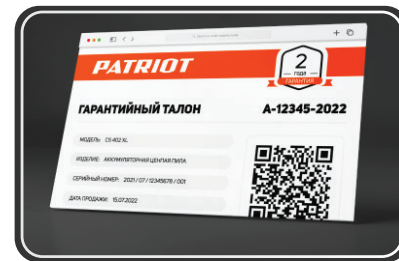 PATRIOT
2
ГОДА
ГАРАНТИЯ
ГАРАНТИЙНЫЙ ТАЛОН
A-12345-2022
МОДЕЛЬ: CS 402 XL
ИЗДЕЛИЕ: АККУМУЛЯТОРНАЯ ЦЕПНАЯ ПИЛА
СЕРИЙНЫЙ НОМЕР: 2021 / 07 / 12345678 / 001
ДАТА ПРОДАЖИ: 15.07.2022